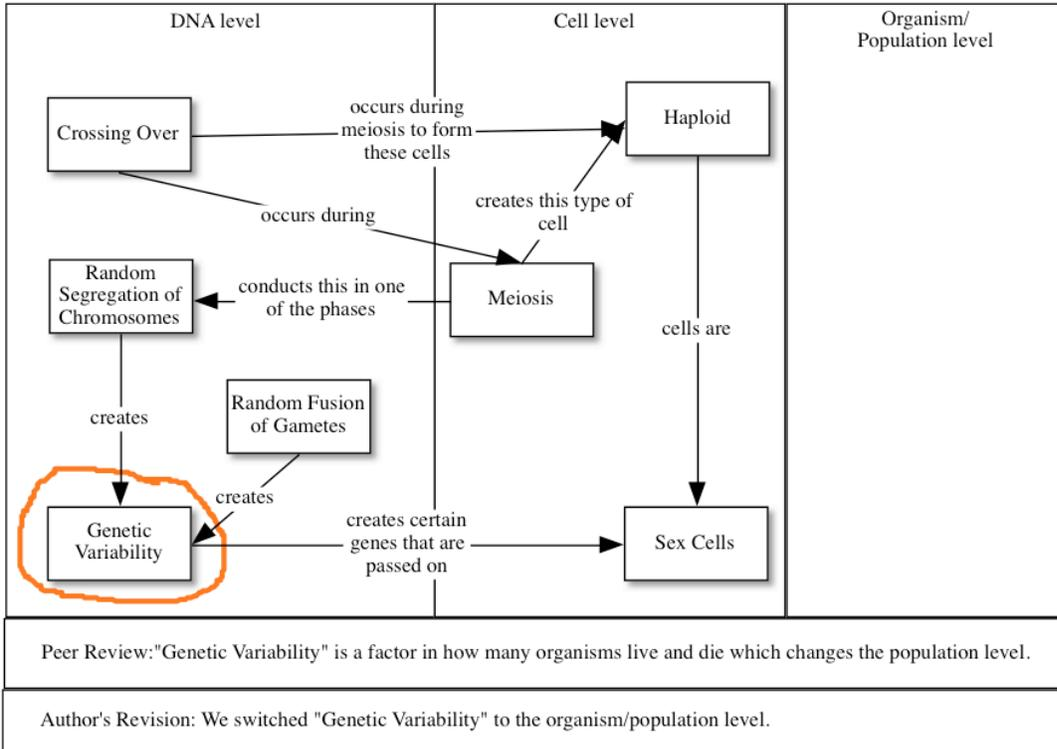 DNA level
Cell level
Organism/
Population level
Crossing Over
occurs during
meiosis to form
these cells
Haploid
occurs during
creates this type of
cell
Random
Segregation of
Chromosomes
conducts this in one
of the phases
Meiosis
cells are
creates
Random Fusion
of Gametes
creates
Genetic
Variability
creates certain
genes that are
passed on
Sex Cells
Peer Review:"Genetic Variability" is a factor in how many organisms live and die which changes the population level.
Author's Revision: We switched "Genetic Variability" to the organism/population level.